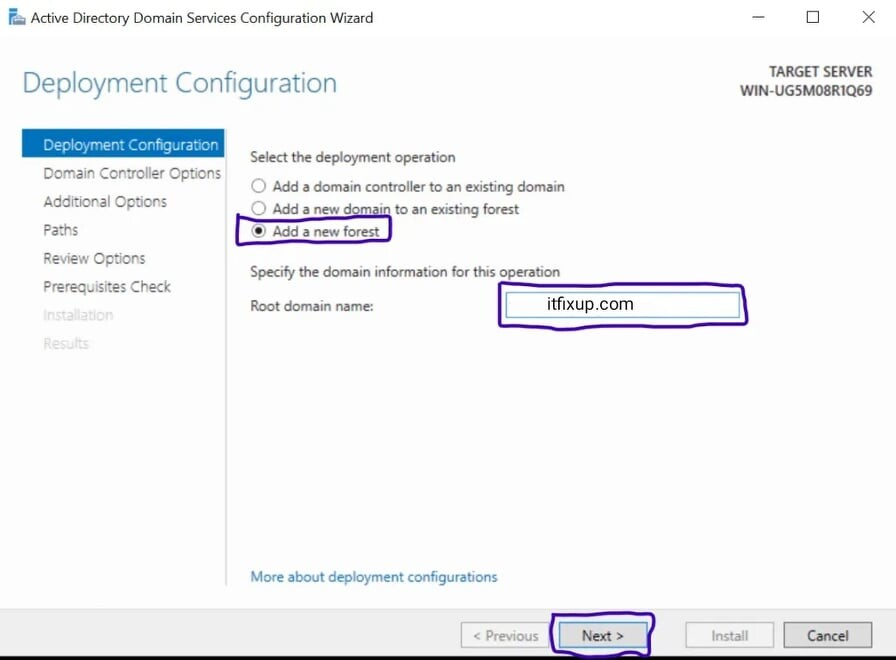 Active Directory Domain Services Configuration Wizard
Deployment Configuration
TARGET SERVER
WIN-UG5M08R1Q69
Deployment Configuration
Domain Controller Options
Additional Options
Paths
Review Options
Prerequisites Check
Installation
Results
Select the deployment operation
Add a domain controller to an existing domain
Add a new domain to an existing forest
Add a new forest
Specify the domain information for this operation
Root domain name:
itfixup.com
More about deployment configurations
< Previous
Next >
Install
Cancel